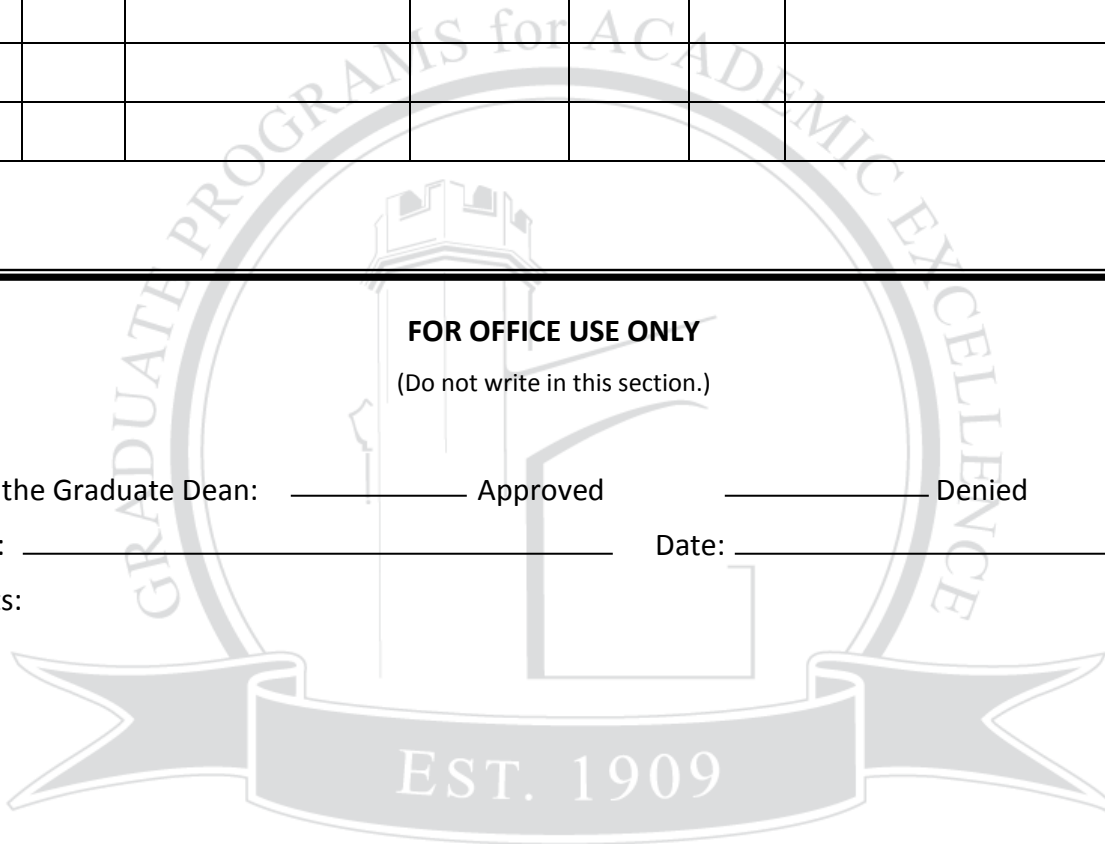 GRADUATE PROGRAMS for ACADEMIC EXCELLENCE
FOR OFFICE USE ONLY
(Do not write in this section.)
the Graduate Dean: Approved Denied
: Date:
s:
EST. 1909